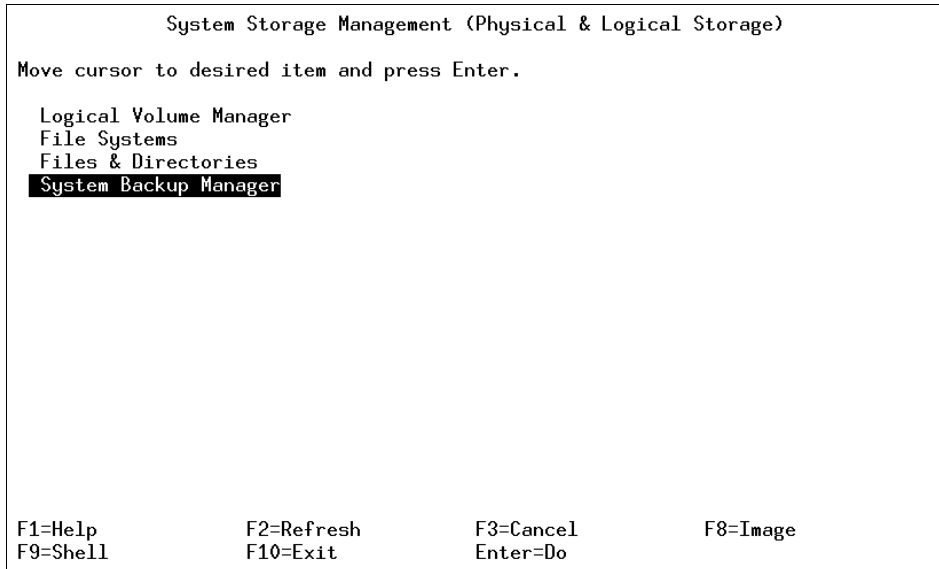 System Storage Management (Physical & Logical Storage)
Move cursor to desired item and press Enter.
Logical Volume Manager
File Systems
Files & Directories
System Backup Manager
F1=Help F2=Refresh F3=Cancel F8=Image
F9=Shell F10=Exit Enter=Do